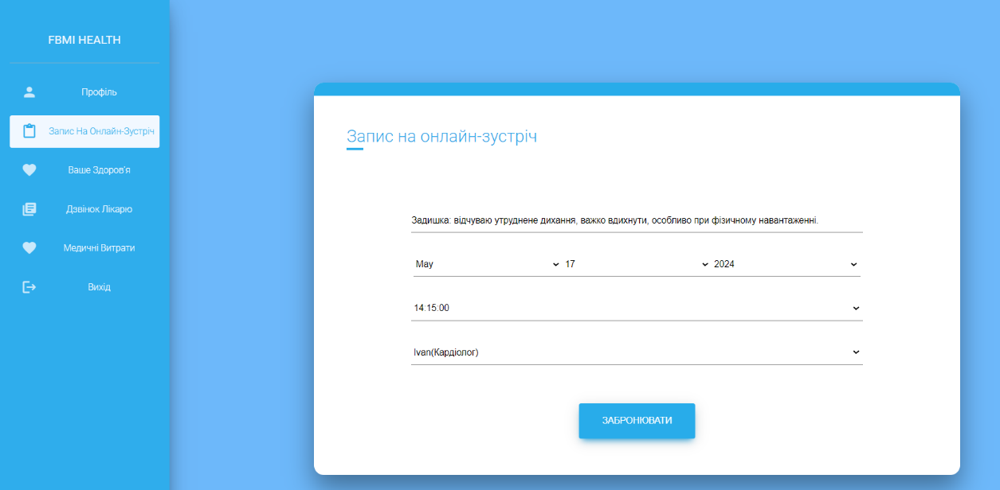 FBMI HEALTH
Профіль
Запис На Онлайн-Зустріч
Ваше Здоров'я
Дзвінок Лікарю
Медичні Витрати
Вихід
Запис на онлайн-зустріч
Задишка: відчуваю утруднене дихання, важко вдихнути, особливо при фізичному навантаженні.
May 17 2024
14:15:00
Ivan(Кардіолог)
ЗАБРОНЮВАТИ